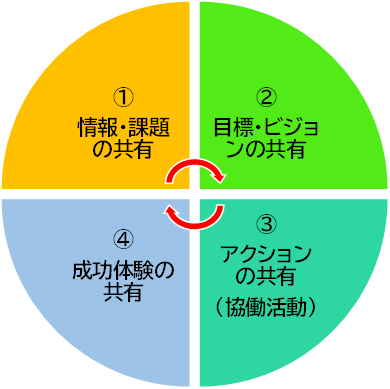 ①
情報・課題
の共有
②
目標・ビジョ
ンの共有
③
アクション
の共有
（協働活動）
④
成功体験の
共有